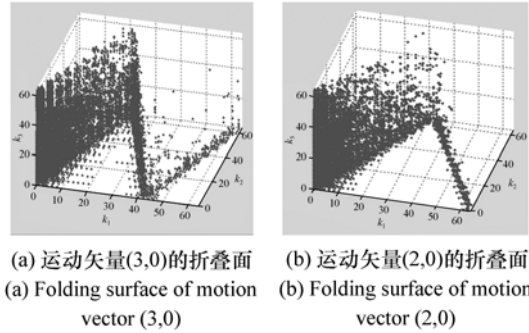 60
40
20
0
k₃
0 10 20 30 40 50 60
k₁
0
20
40
60
k₂
60
40
20
0
k₃
0 10 20 30 40 50 60
k₁
0
20
40
60
k₂
(a) 运动矢量(3,0)的折叠面
(a) Folding surface of motion
vector (3,0)
(b) 运动矢量(2,0)的折叠面
(b) Folding surface of motion
vector (2,0)